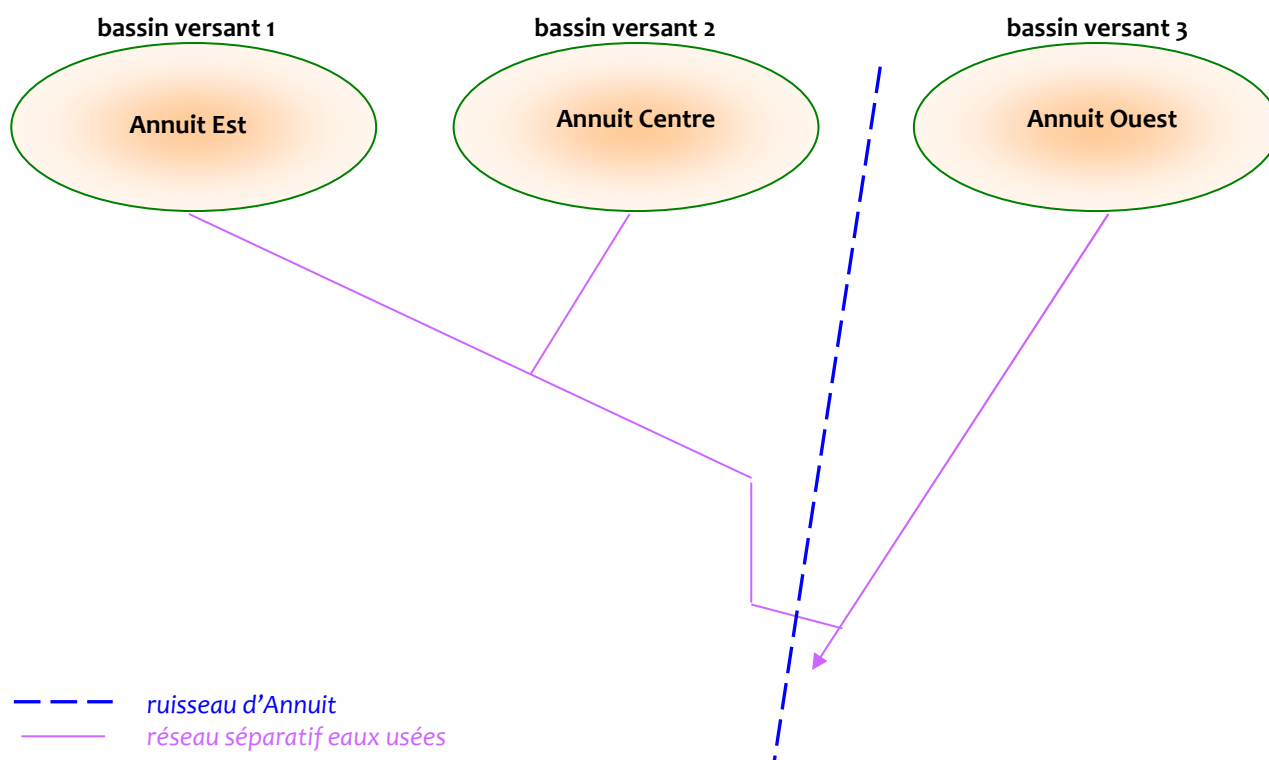 bassin versant 1
bassin versant 2
bassin versant 3
Annuit Est
Annuit Centre
Annuit Ouest
ruisseau d’Annuit
réseau séparatif eaux usées